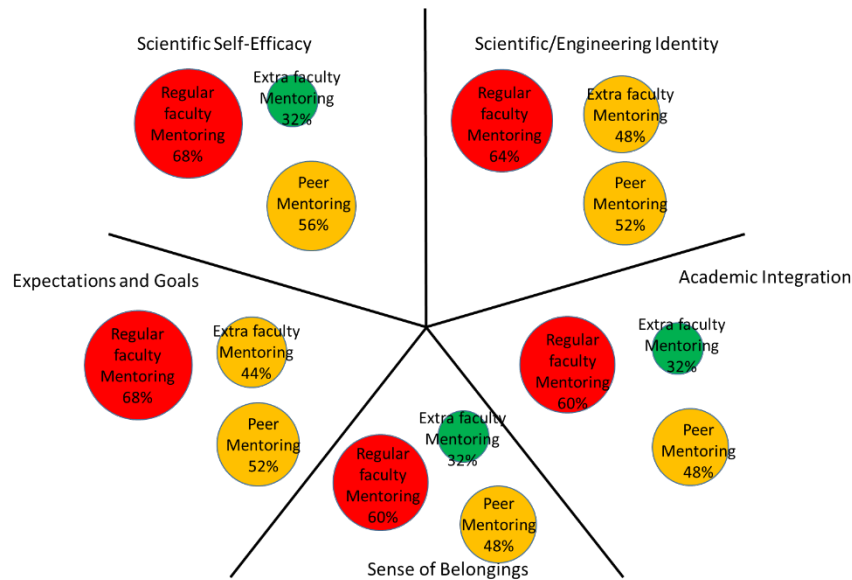 Scientific Self-Efficacy
Regular
faculty
Mentoring
68%
Extra faculty
Mentoring
32%
Peer
Mentoring
56%
Scientific/Engineering Identity
Regular
faculty
Mentoring
64%
Extra faculty
Mentoring
48%
Peer
Mentoring
52%
Expectations and Goals
Regular
faculty
Mentoring
68%
Extra faculty
Mentoring
44%
Peer
Mentoring
52%
Academic Integration
Regular
faculty
Mentoring
60%
Extra faculty
Mentoring
32%
Peer
Mentoring
48%
Regular
faculty
Mentoring
60%
Extra faculty
Mentoring
32%
Peer
Mentoring
48%
Sense of Belongings